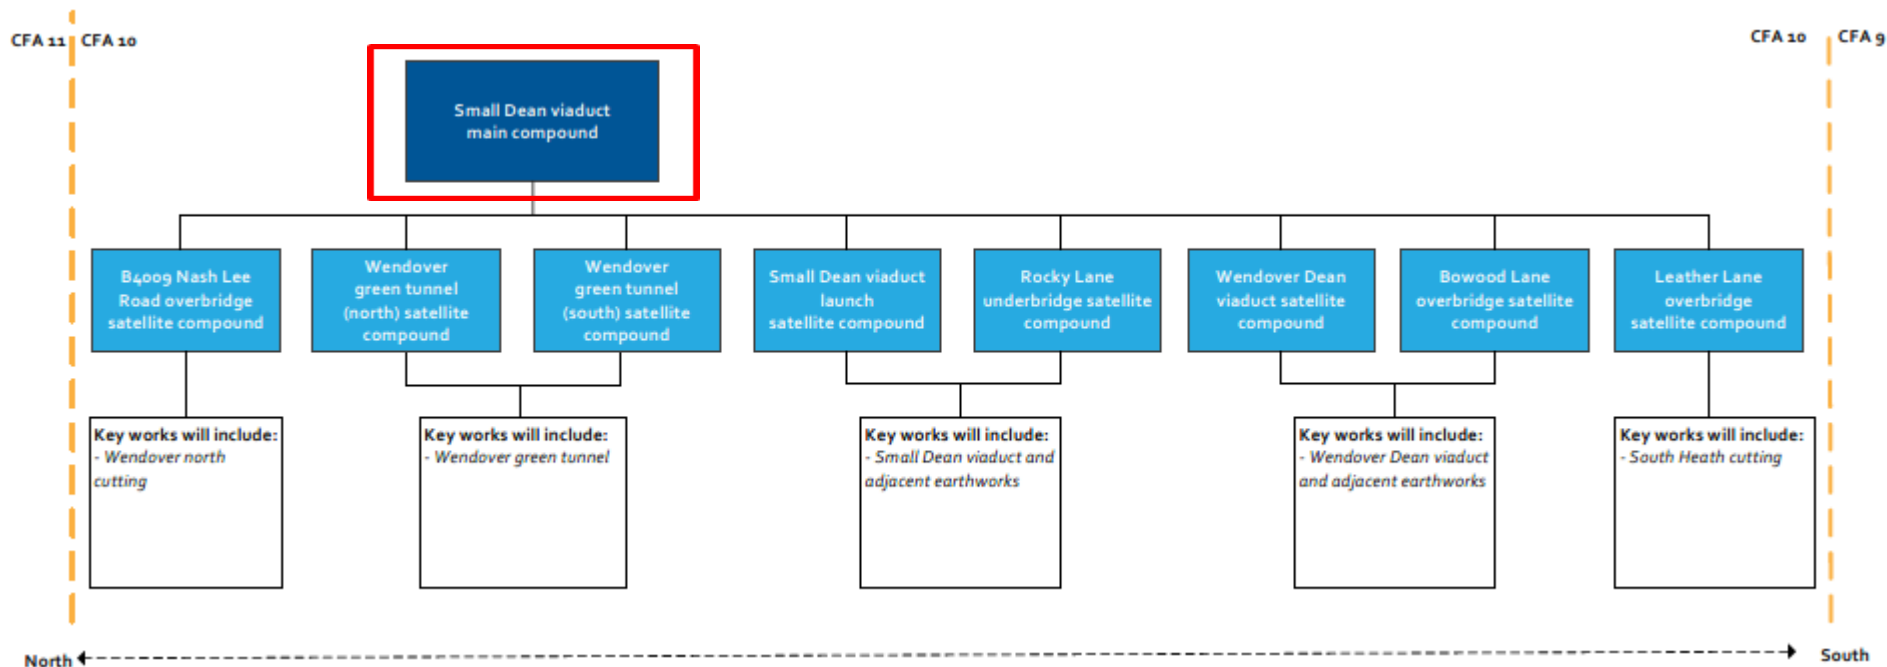 CFA 11 CFA 10
CFA 10 CFA 9
Small Dean viaduct
main compound
B4009 Nash Lee
Road overbridge
satellite compound
Wendover
green tunnel
(north) satellite
compound
Wendover
green tunnel
(south) satellite
compound
Small Dean viaduct
launch
satellite compound
Rocky Lane
underbridge satellite
compound
Wendover Dean
viaduct satellite
compound
Bowood Lane
overbridge satellite
compound
Leather Lane
overbridge
satellite compound
Key works will include:
- Wendover north
cutting
Key works will include:
- Wendover green tunnel
Key works will include:
- Small Dean viaduct and
adjacent earthworks
Key works will include:
- Wendover Dean viaduct
and adjacent earthworks
Key works will include:
- South Heath cutting
North
South